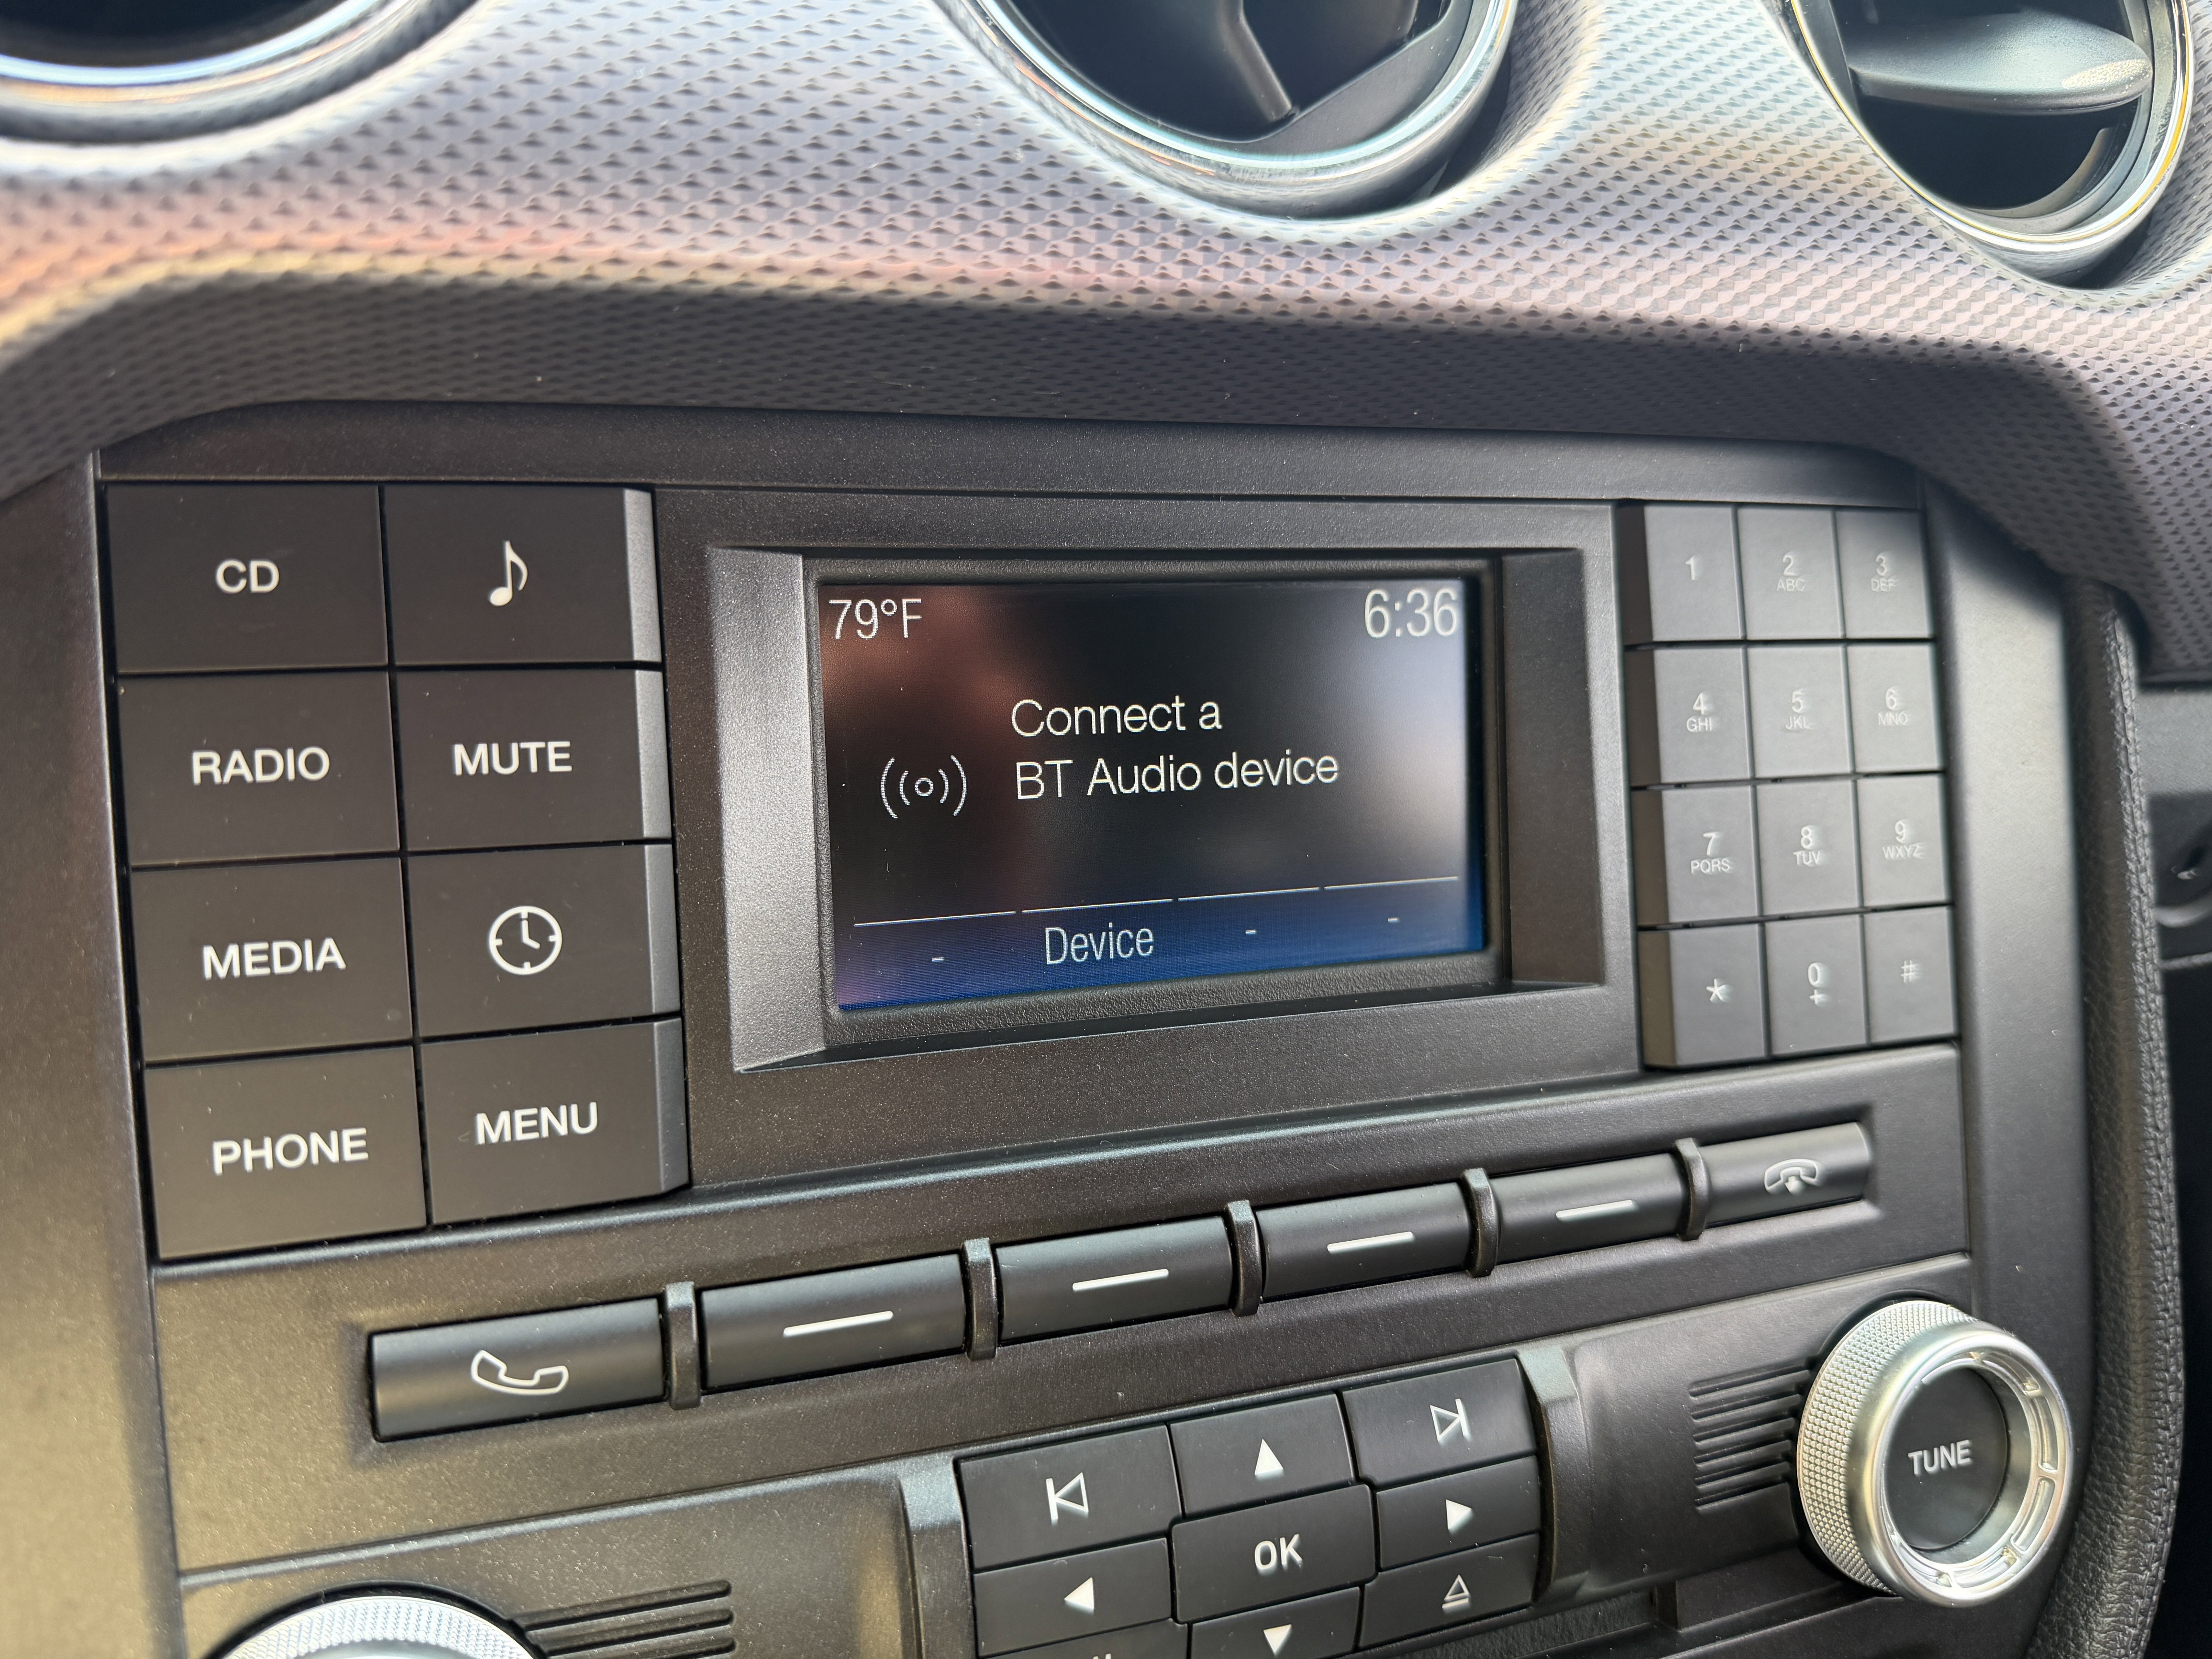 CD
RADIO
MUTE
MEDIA
PHONE
MENU
79°F
6:36
Connect a
BT Audio device
-
Device
-
-
1
2
ABC
3
DEF
4
GHI
5
JKL
6
MNO
7
PQRS
8
TUV
9
WXYZ
*
0
+
#
OK
TUNE